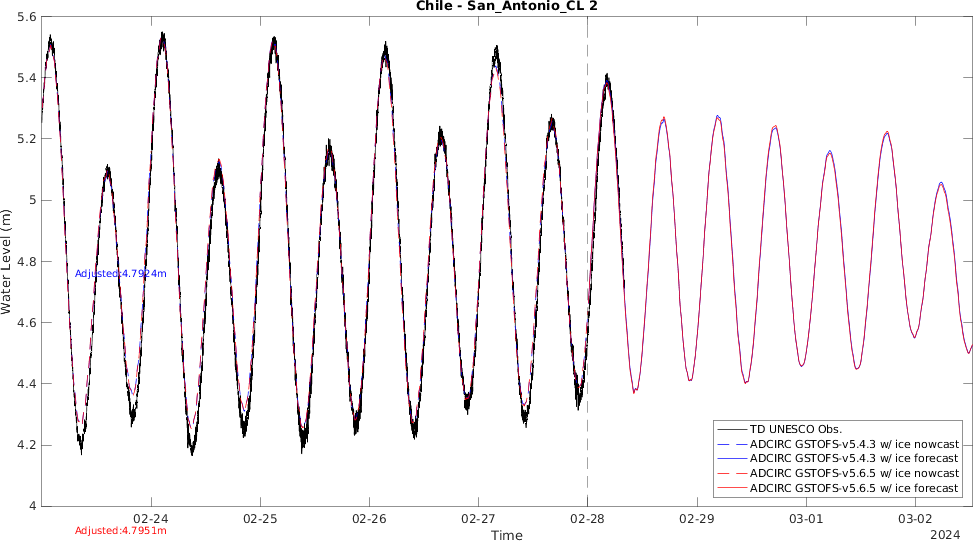 Chile - San_Antonio_CL 2
5.6
5.4
5.2
5
4.8
4.6
4.4
4.2
4
Water Level (m)
Adjusted:4.7924m
Adjusted:4.7951m
TD UNESCO Obs.
ADCIRC GSTOFS-v5.4.3 w/ ice nowcast
ADCIRC GSTOFS-v5.4.3 w/ ice forecast
ADCIRC GSTOFS-v5.6.5 w/ ice nowcast
ADCIRC GSTOFS-v5.6.5 w/ ice forecast
02-24 02-25 02-26 02-27 02-28 02-29 03-01 03-02
Time
2024